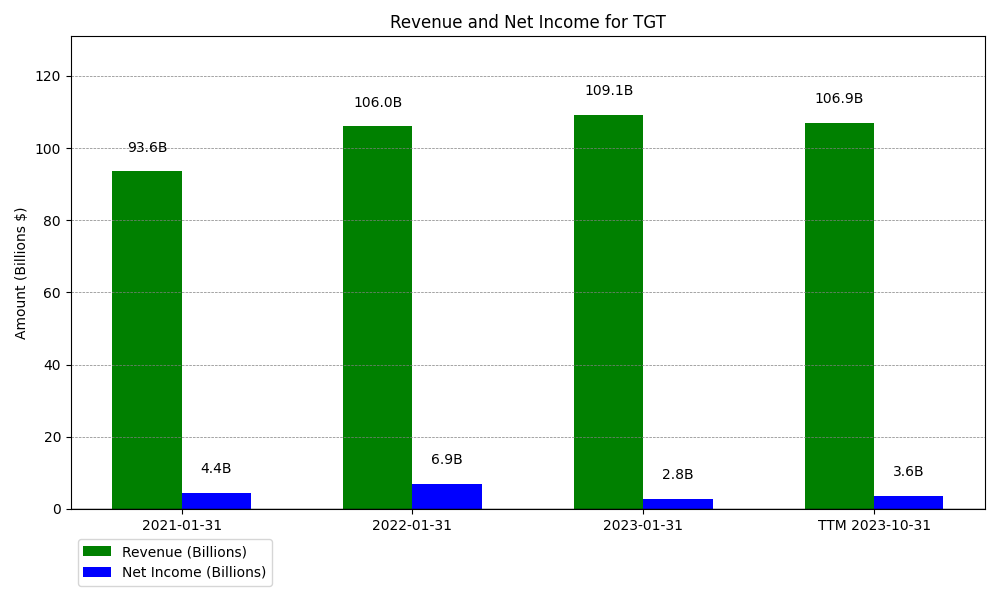 Revenue and Net Income for TGT
Amount (Billions $)
120
100
80
60
40
20
0
93.6B
106.0B
109.1B
106.9B
4.4B
6.9B
2.8B
3.6B
2021-01-31
2022-01-31
2023-01-31
TTM 2023-10-31
Revenue (Billions)
Net Income (Billions)